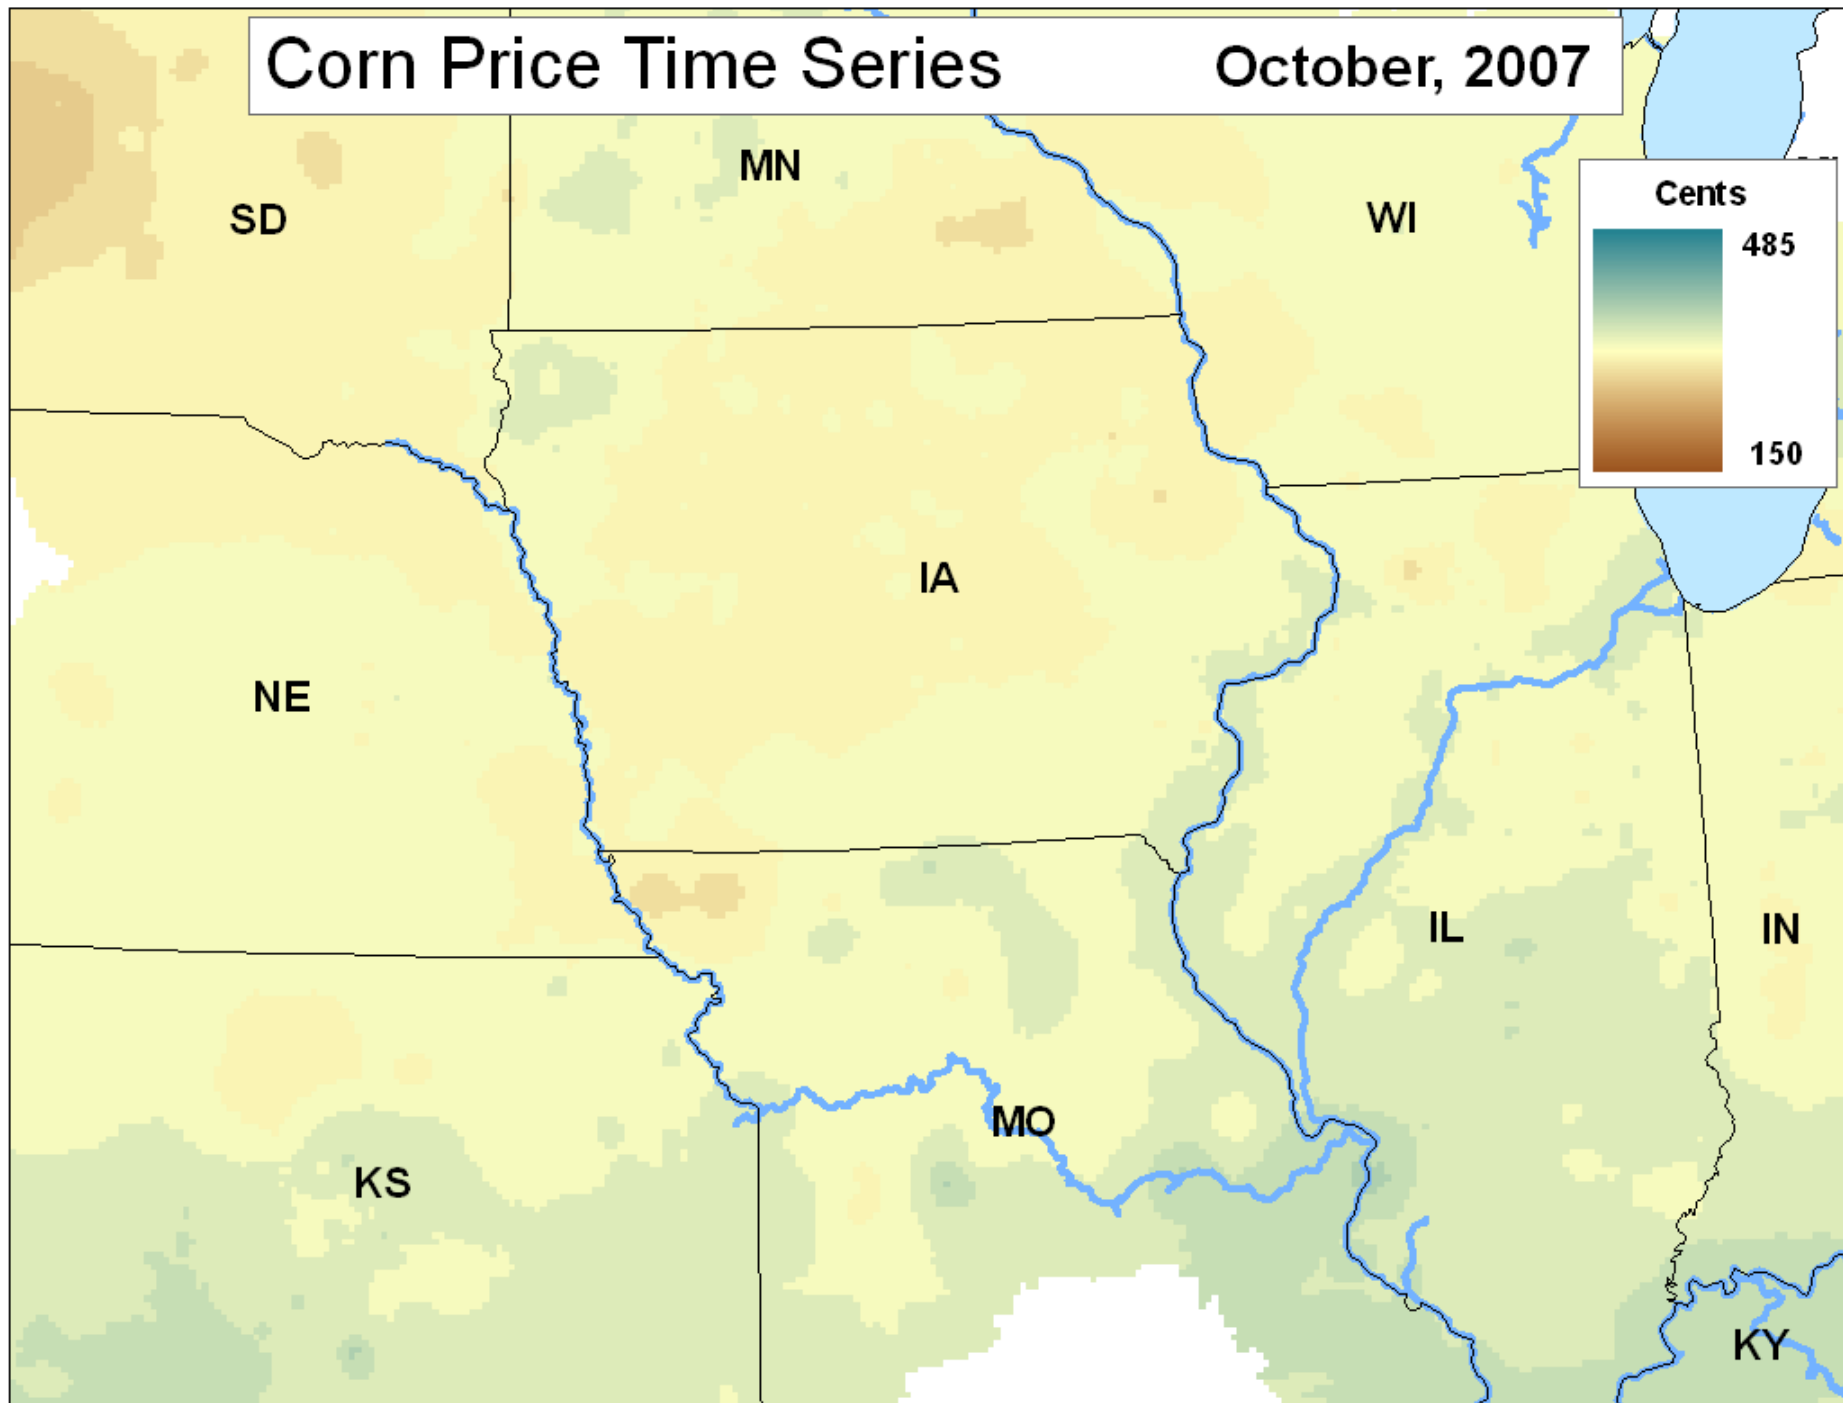 Corn Price Time Series October, 2007
MN
SD
WI
Cents
485
150
IA
NE
IL
IN
MO
KS
KY